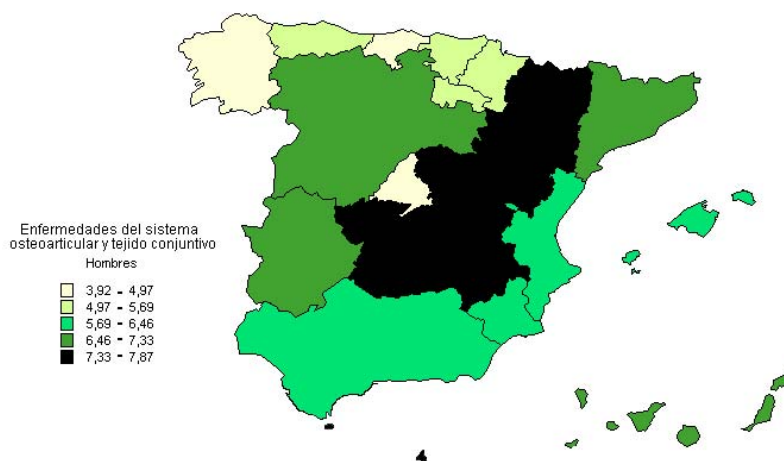 Enfermedades del sistema
osteoarticular y tejido conjuntivo
Hombres
3,92 - 4,97
4,97 - 5,69
5,69 - 6,46
6,46 - 7,33
7,33 - 7,87